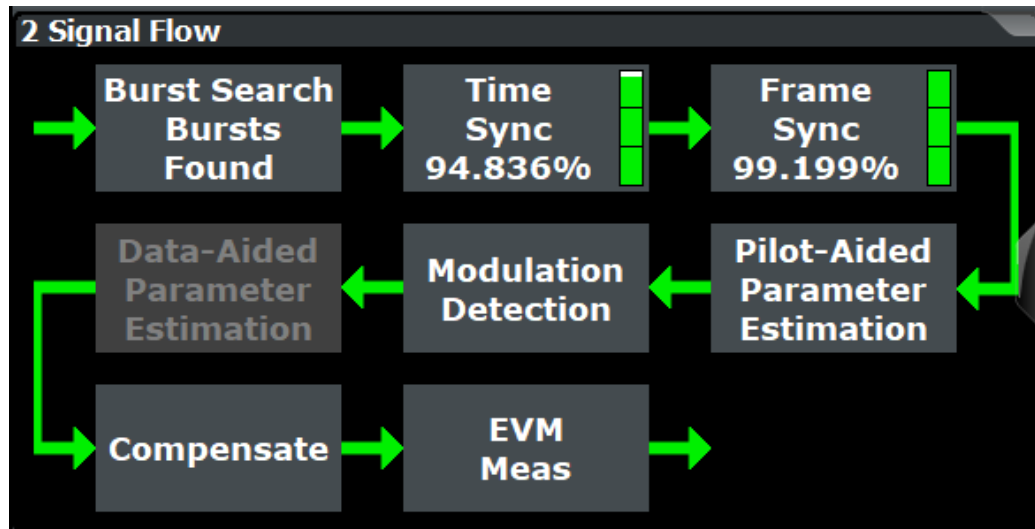 2 Signal Flow
Burst Search
Bursts
Found
Time
Sync
94.836%
Frame
Sync
99.199%
Pilot-Aided
Parameter
Estimation
Modulation
Detection
Data-Aided
Parameter
Estimation
Compensate
EVM
Meas